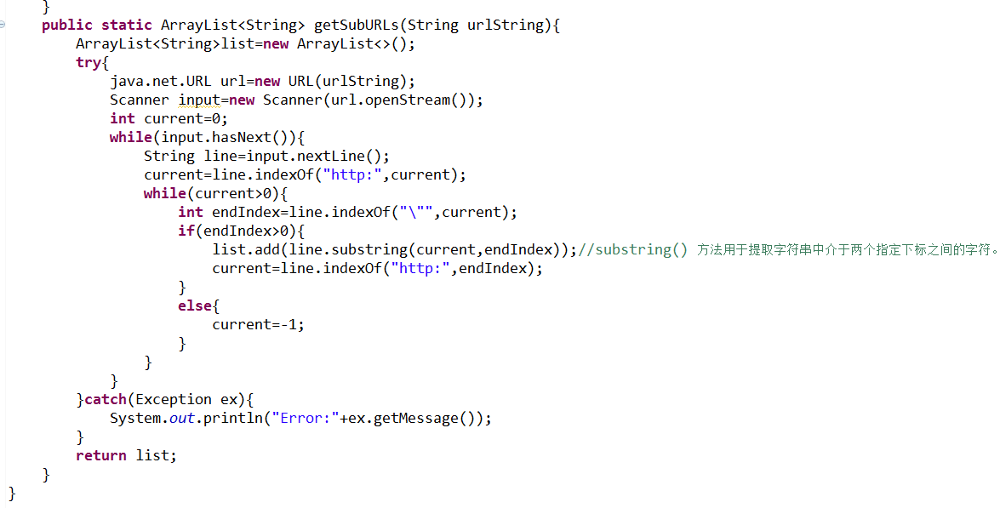 }
    public static ArrayList<String> getSubURLs(String urlString){
        ArrayList<String>list=new ArrayList<>();
        try{
            java.net.URL url=new URL(urlString);
            Scanner input=new Scanner(url.openStream());
            int current=0;
            while(input.hasNext()){
                String line=input.nextLine();
                current=line.indexOf("http:",current);
                while(current>0){
                    int endIndex=line.indexOf("\"",current);
                    if(endIndex>0){
                        list.add(line.substring(current,endIndex));//substring() 方法用于提取字符串中介于两个指定下标之间的字符。
                        current=line.indexOf("http:",endIndex);
                    }
                    else{
                        current=-1;
                    }
                }
            }
        }catch(Exception ex){
            System.out.println("Error:"+ex.getMessage());
        }
        return list;
    }
}